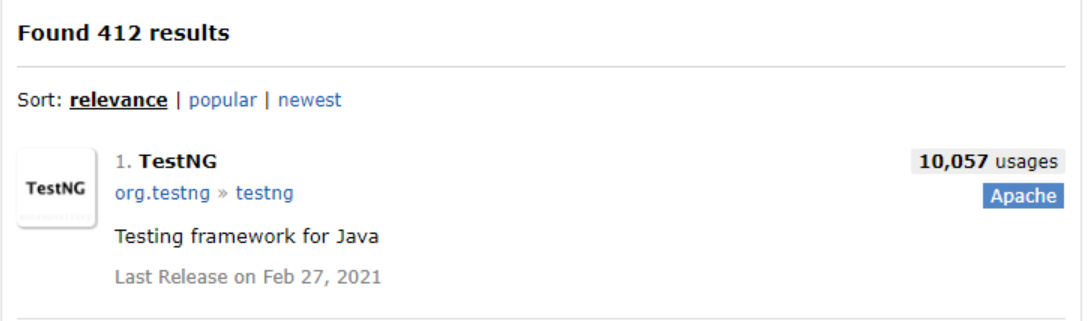 Found 412 results
Sort: relevance | popular | newest
TestNG
1. TestNG
10,057 usages
org.testng » testng
Apache
Testing framework for Java
Last Release on Feb 27, 2021